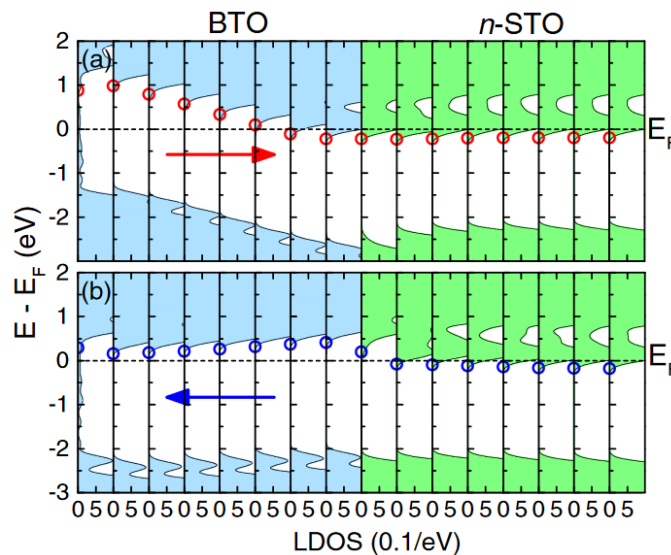 BTO n-STO
(a)
2
1
0
-1
-2
E_F
(b)
2
1
0
-1
-2
-3
E_F
E - E_F (eV)
0 5 0 5 0 5 0 5 0 5 0 5 0 5 0 5 0 5 0 5 0 5 0 5 0 5 0 5 0 5 0 5
LDOS (0.1/eV)